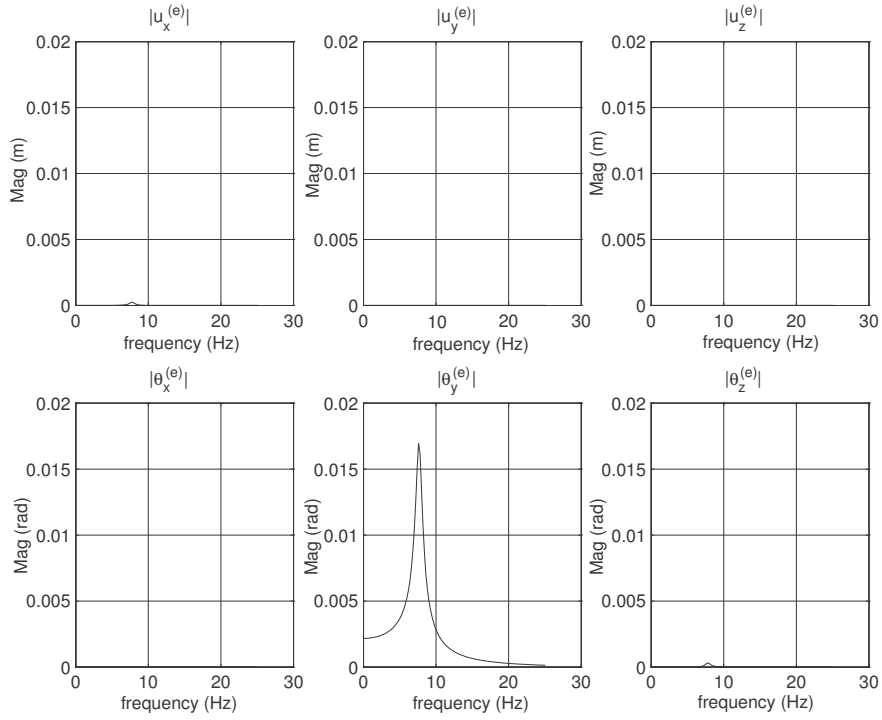 |u_x^(e)|
0.02
0.015
0.01
0.005
0
Mag (m)
0 10 20 30
frequency (Hz)
|u_y^(e)|
0.02
0.015
0.01
0.005
0
Mag (m)
0 10 20 30
frequency (Hz)
|u_z^(e)|
0.02
0.015
0.01
0.005
0
Mag (m)
0 10 20 30
frequency (Hz)
|θ_x^(e)|
0.02
0.015
0.01
0.005
0
Mag (rad)
0 10 20 30
frequency (Hz)
|θ_y^(e)|
0.02
0.015
0.01
0.005
0
Mag (rad)
0 10 20 30
frequency (Hz)
|θ_z^(e)|
0.02
0.015
0.01
0.005
0
Mag (rad)
0 10 20 30
frequency (Hz)